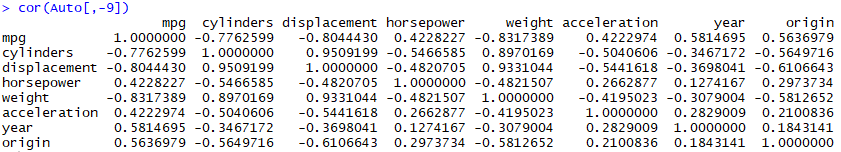 > cor(Auto[,-9])
mpg cylinders displacement horsepower weight acceleration year origin
mpg 1.0000000 -0.7762599 -0.8044430 0.4228227 -0.8317389 0.4222974 0.5814695 0.5636979
cylinders -0.7762599 1.0000000 0.9509199 -0.5466585 0.8970169 -0.5040606 -0.3467172 -0.5649716
displacement -0.8044430 0.9509199 1.0000000 -0.4820705 0.9331044 -0.5441618 -0.3698041 -0.6106643
horsepower 0.4228227 -0.5466585 -0.4820705 1.0000000 -0.4821507 0.2662877 0.1274167 0.2973734
weight -0.8317389 0.8970169 0.9331044 -0.4821507 1.0000000 -0.4195023 -0.3079004 -0.5812652
acceleration 0.4222974 -0.5040606 -0.5441618 0.2662877 -0.4195023 1.0000000 0.2829009 0.2100836
year 0.5814695 -0.3467172 -0.3698041 0.1274167 -0.3079004 0.2829009 1.0000000 0.1843141
origin 0.5636979 -0.5649716 -0.6106643 0.2973734 -0.5812652 0.2100836 0.1843141 1.0000000